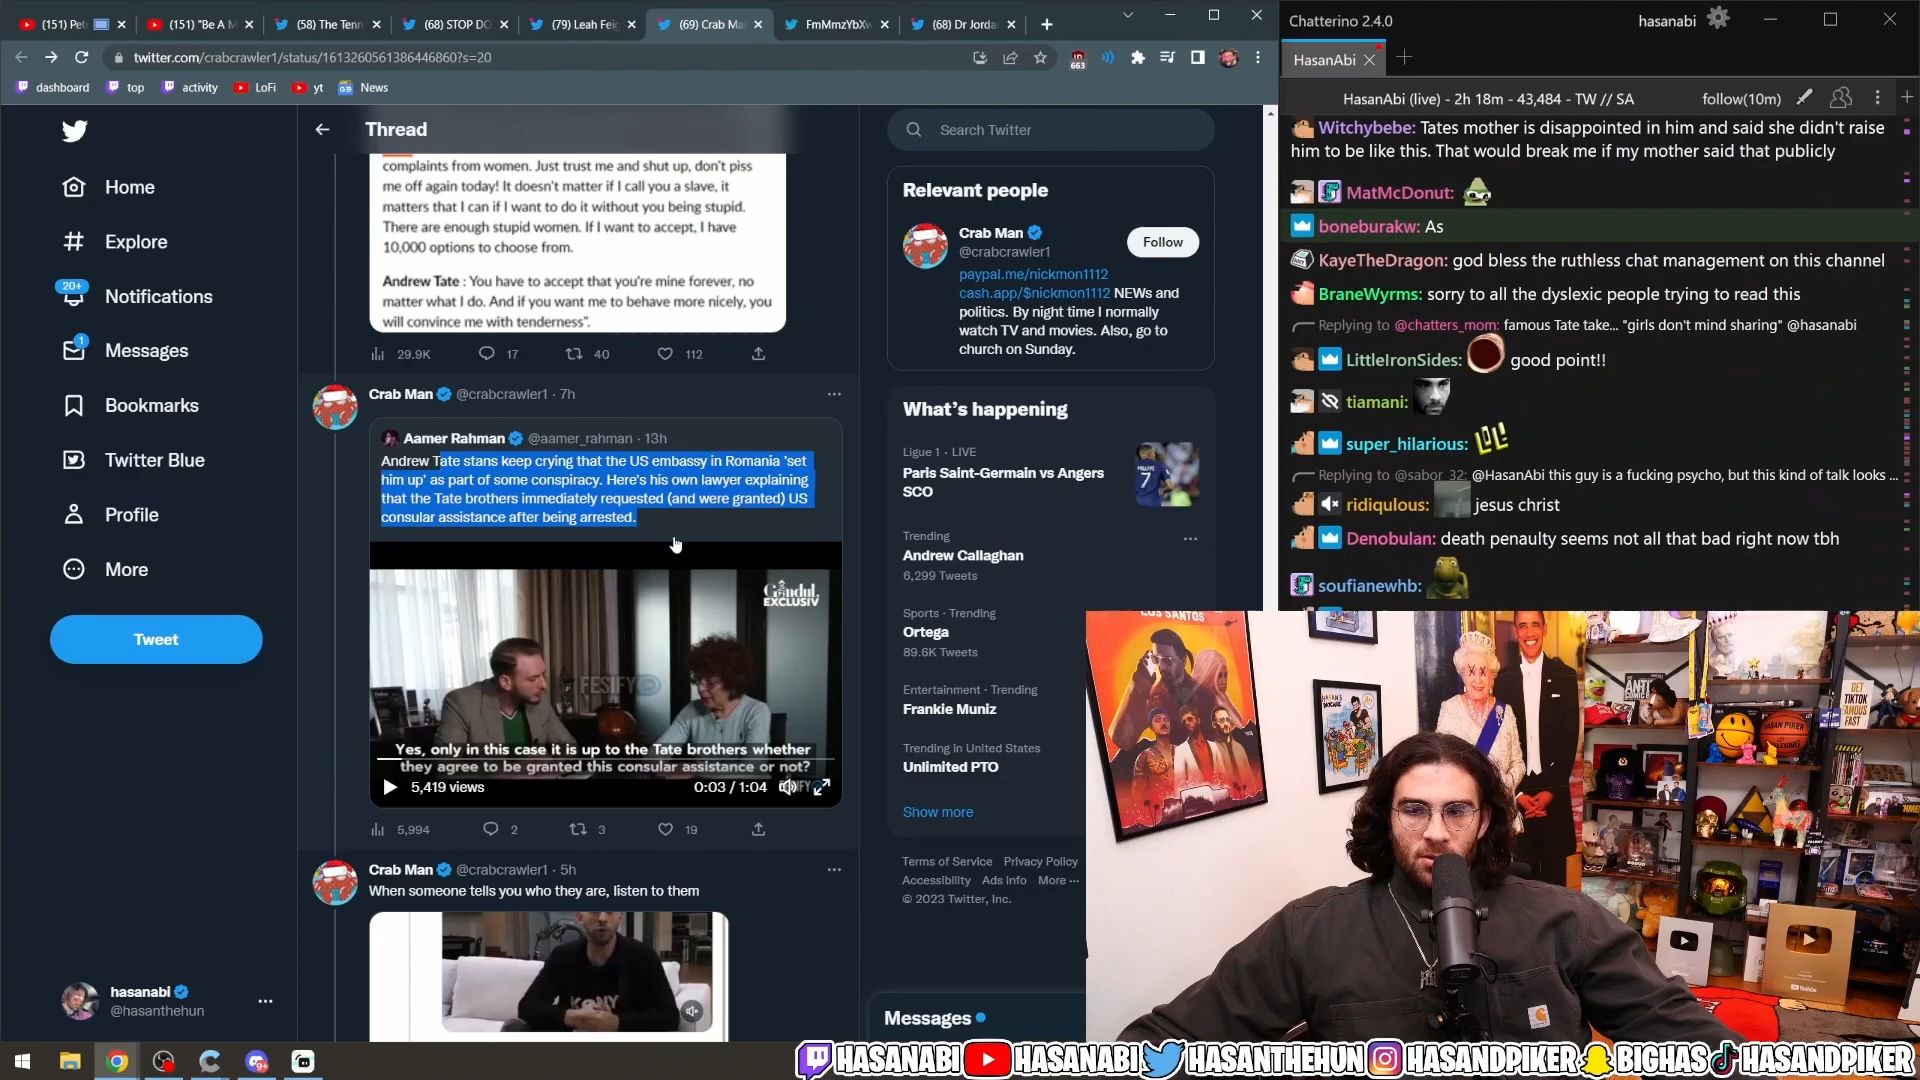 (151) Pet
(151) "Be A M
(58) The Tenn
(68) STOP DO
(79) Leah Feig
(69) Crab Ma
FmMmzYbXw
(68) Dr Jorda
twitter.com/crabcrawler1/status/1613260561386446860?s=20
663
dashboard
top
activity
LoFi
yt
News
Home
Explore
20+
Notifications
1
Messages
Bookmarks
Twitter Blue
Profile
More
Tweet
hasanabi
@hasanthehun
Thread
complaints from women. Just trust me and shut up, don't piss
me off again today! It doesn't matter if I call you a slave, it
matters that I can if I want to do it without you being stupid.
There are enough stupid women. If I want to accept, I have
10,000 options to choose from.
Andrew Tate : You have to accept that you're mine forever, no
matter what I do. And if you want me to behave more nicely, you
will convince me with tenderness".
29.9K 17 40 112
Crab Man @crabcrawler1 · 7h
Aamer Rahman @aamer_rahman · 13h
Andrew Tate stans keep crying that the US embassy in Romania 'set
him up' as part of some conspiracy. Here's his own lawyer explaining
that the Tate brothers immediately requested (and were granted) US
consular assistance after being arrested.
Gândul
EXCLUSIV
FESIFY
Yes, only in this case it is up to the Tate brothers whether
they agree to be granted this consular assistance or not?
5,419 views
0:03 / 1:04
5,994 2 3 19
Crab Man @crabcrawler1 · 5h
When someone tells you who they are, listen to them
Search Twitter
Relevant people
Crab Man
@crabcrawler1
Follow
paypal.me/nickmon1112
cash.app/$nickmon1112 NEWs and
politics. By night time I normally
watch TV and movies. Also, go to
church on Sunday.
What's happening
Ligue 1 · LIVE
Paris Saint-Germain vs Angers
SCO
Trending
Andrew Callaghan
6,299 Tweets
Sports · Trending
Ortega
89.6K Tweets
Entertainment · Trending
Frankie Muniz
Trending in United States
Unlimited PTO
Show more
Terms of Service Privacy Policy
Accessibility Ads info More ···
© 2023 Twitter, Inc.
Messages
Chatterino 2.4.0
hasanabi
HasanAbi
HasanAbi (live) - 2h 18m - 43,484 - TW // SA
follow(10m)
Witchybebe: Tates mother is disappointed in him and said she didn't raise
him to be like this. That would break me if my mother said that publicly
MatMcDonut:
boneburakw: As
KayeTheDragon: god bless the ruthless chat management on this channel
BraneWyrms: sorry to all the dyslexic people trying to read this
Replying to @chatters_mom: famous Tate take... "girls don't mind sharing" @hasanabi
LittleIronSides: good point!!
tiamani:
super_hilarious:
Replying to @sabor_32: @HasanAbi this guy is a fucking psycho, but this kind of talk looks ...
ridiqulous: jesus christ
Denobulan: death penaulty seems not all that bad right now tbh
soufianewhb:
LOS SANTOS
GET
TIKTOK
FAMOUS
FAST
HASANABI HASANABI HASANTHEHUN HASANDPIKER BIGHAS HASANDPIKER